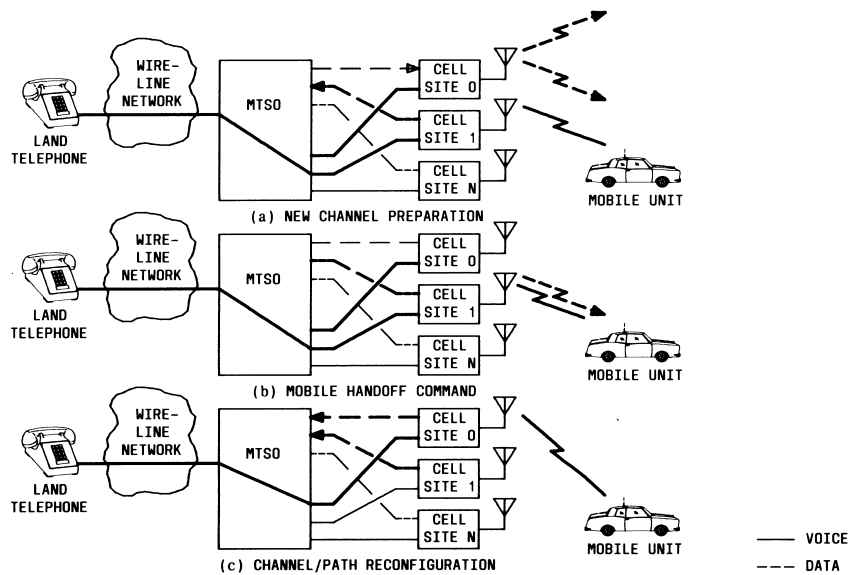 WIRE-
LINE
NETWORK
LAND
TELEPHONE
MTSO
CELL
SITE 0
CELL
SITE 1
CELL
SITE N
MOBILE UNIT
(a) NEW CHANNEL PREPARATION
WIRE-
LINE
NETWORK
LAND
TELEPHONE
MTSO
CELL
SITE 0
CELL
SITE 1
CELL
SITE N
MOBILE UNIT
(b) MOBILE HANDOFF COMMAND
WIRE-
LINE
NETWORK
LAND
TELEPHONE
MTSO
CELL
SITE 0
CELL
SITE 1
CELL
SITE N
MOBILE UNIT
(c) CHANNEL/PATH RECONFIGURATION
VOICE
DATA